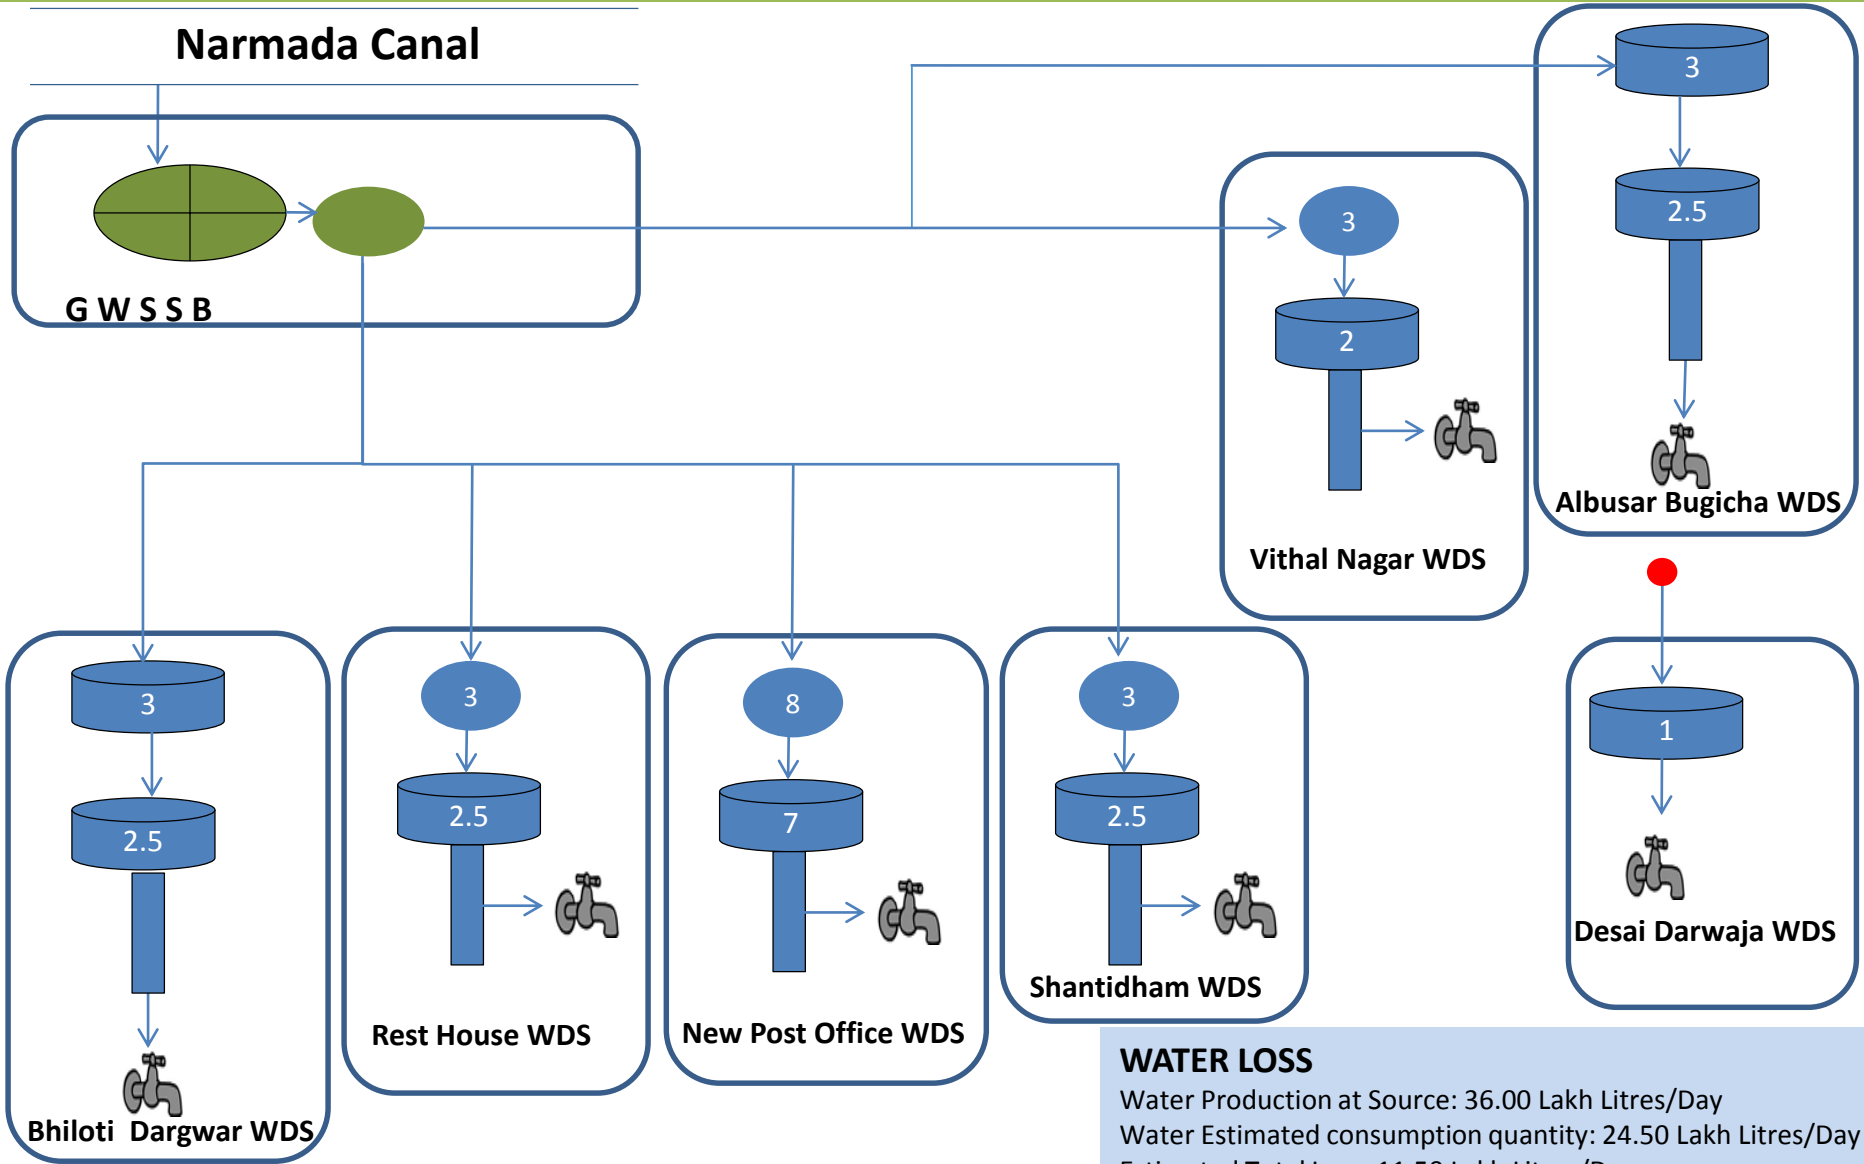 Narmada Canal
G W S S B
3
2.5
Albusar Bugicha WDS
3
2
Vithal Nagar WDS
3
2.5
Bhiloti Dargwar WDS
3
2.5
Rest House WDS
8
7
New Post Office WDS
3
2.5
Shantidham WDS
1
Desai Darwaja WDS
WATER LOSS
Water Production at Source: 36.00 Lakh Litres/Day
Water Estimated consumption quantity: 24.50 Lakh Litres/Day